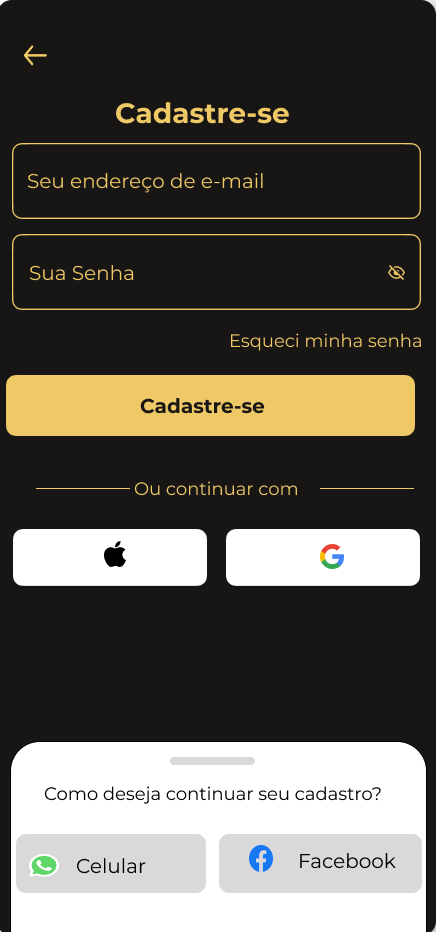 Cadastre-se
Seu endereço de e-mail
Sua Senha
Esqueci minha senha
Cadastre-se
Ou continuar com
Como deseja continuar seu cadastro?
Celular
Facebook